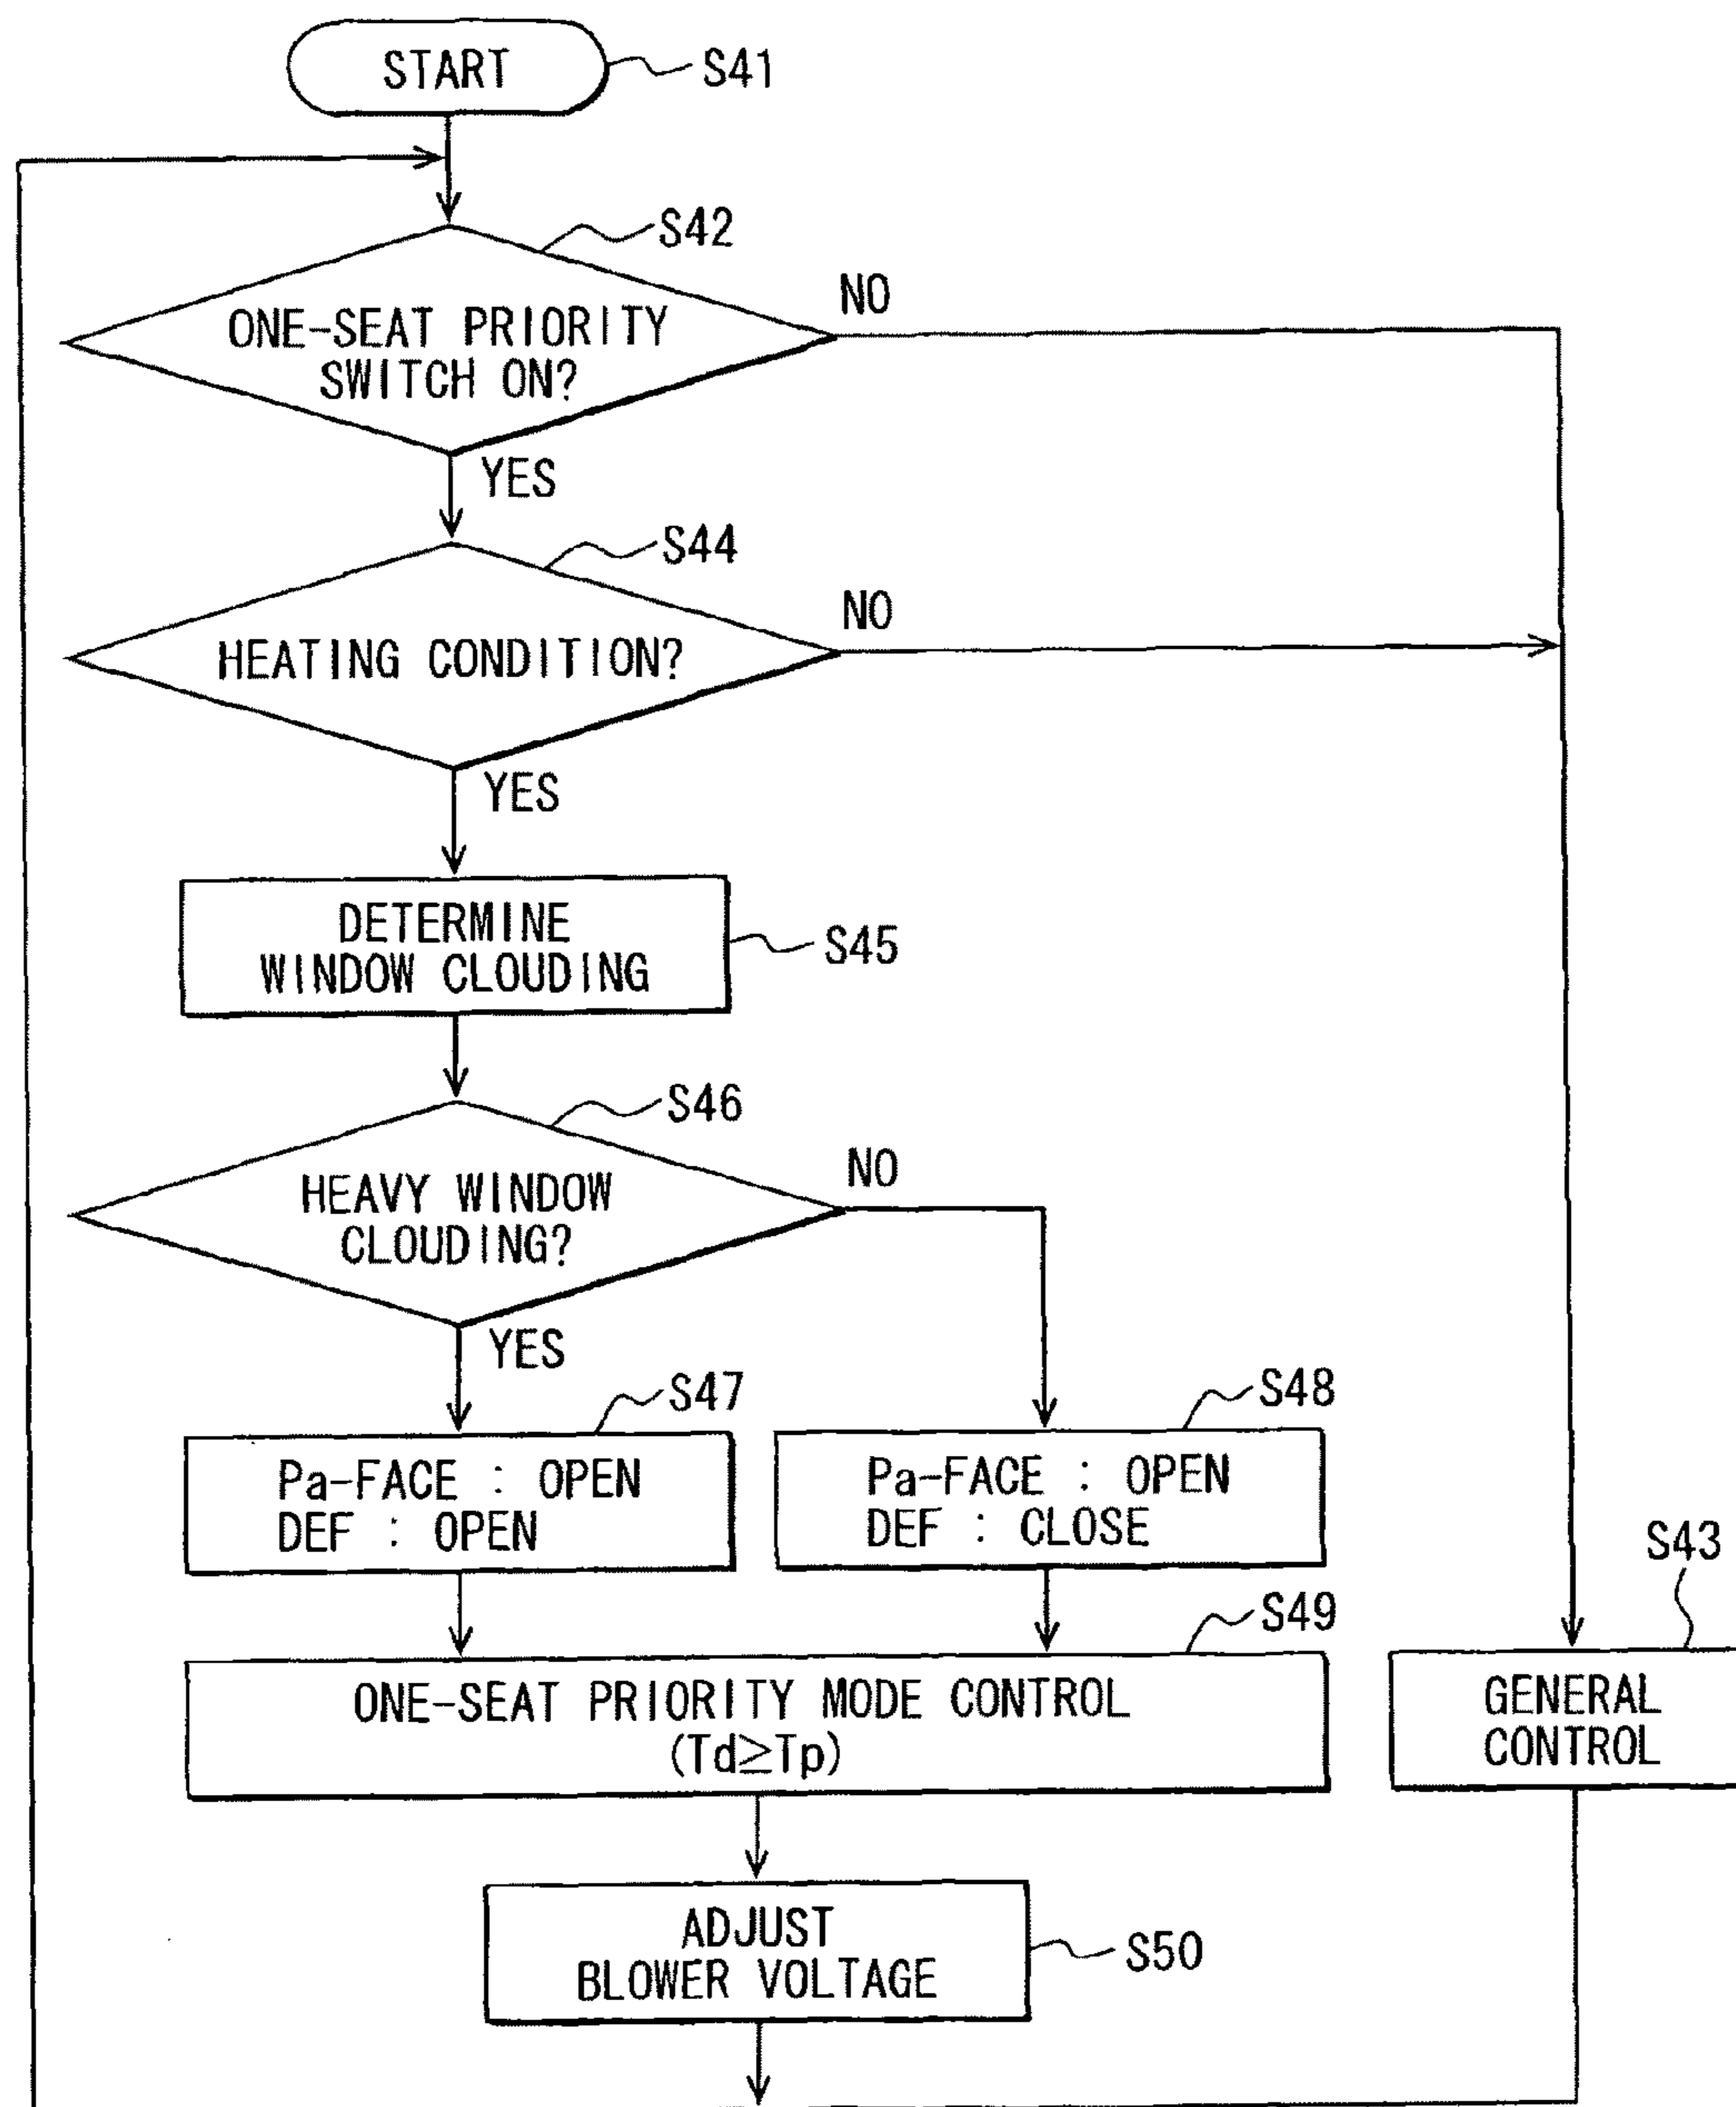 START
S41
S42
ONE-SEAT PRIORITY
SWITCH ON?
NO
YES
S44
HEATING CONDITION?
NO
YES
DETERMINE
WINDOW CLOUDING
S45
S46
HEAVY WINDOW
CLOUDING?
NO
YES
S47
Pa-FACE : OPEN
DEF : OPEN
S48
Pa-FACE : OPEN
DEF : CLOSE
S49
ONE-SEAT PRIORITY MODE CONTROL
(Td≧Tp)
S43
GENERAL
CONTROL
ADJUST
BLOWER VOLTAGE
S50